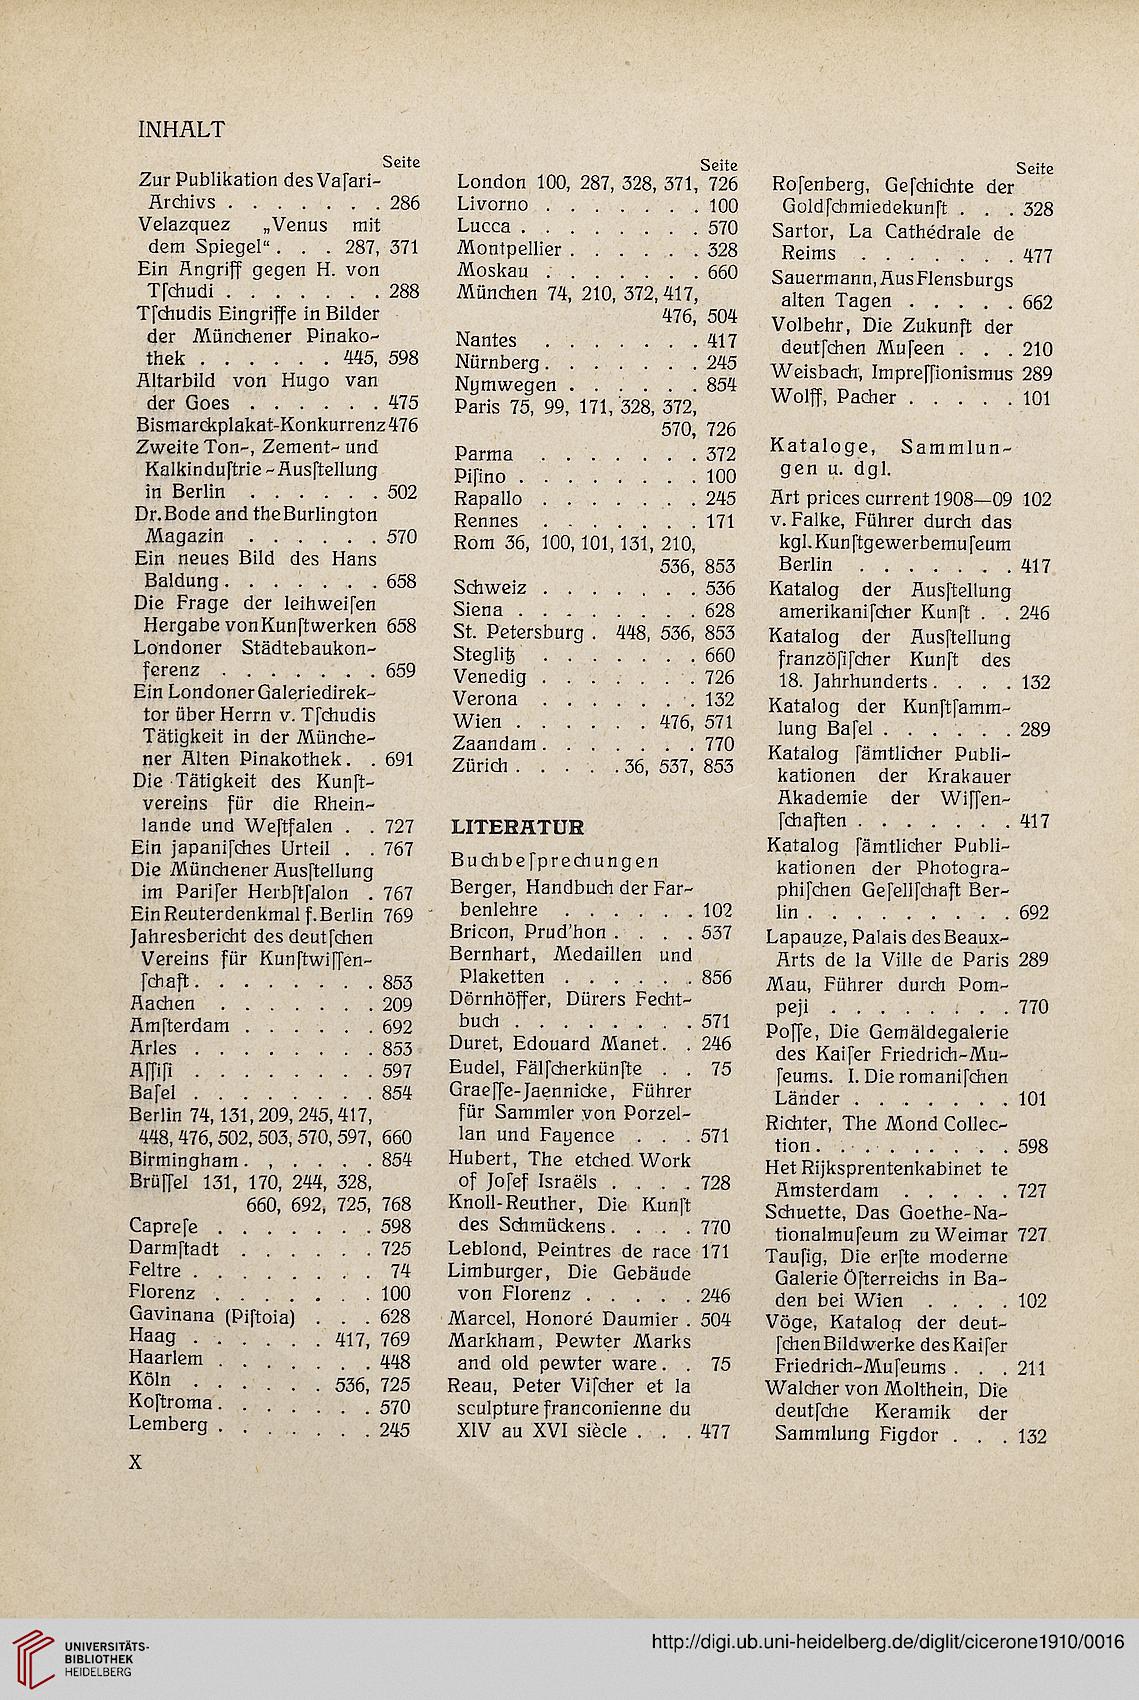 INHALT
Seite
Zur Publikation des Vaſari-
Archivs . . . . . . . 286
Velazquez „Venus mit
dem Spiegel“ . . . 287, 371
Ein Angriff gegen H. von
Tſchudi . . . . . . . 288
Tſchudis Eingriffe in Bilder
der Münchener Pinako-
thek . . . . . . 445, 598
Altarbild von Hugo van
der Goes . . . . . . 475
Bismarckplakat-Konkurrenz 476
Zweite Ton-, Zement- und
Kalkinduſtrie-Ausſtellung
in Berlin . . . . . . 502
Dr. Bode and the Burlington
Magazin . . . . . . 570
Ein neues Bild des Hans
Baldung . . . . . . . 658
Die Frage der leihweiſen
Hergabe von Kunſtwerken 658
Londoner Städtebaukon-
ferenz . . . . . . . 659
Ein Londoner Galeriedirek-
tor über Herrn v. Tſchudis
Tätigkeit in der Münche-
ner Alten Pinakothek . . 691
Die Tätigkeit des Kunſt-
vereins für die Rhein-
lande und Weſtfalen . . 727
Ein japaniſches Urteil . . 767
Die Münchener Ausſtellung
im Pariſer Herbſtſalon . 767
Ein Reuterdenkmal f. Berlin 769
Jahresbericht des deutſchen
Vereins für Kunſtwiſſen-
ſchaft . . . . . . . . 853
Aachen . . . . . . . 209
Amſterdam . . . . . . 692
Arles . . . . . . . . 853
Aſſiſi . . . . . . . . 597
Baſel . . . . . . . . 854
Berlin 74, 131, 209, 245, 417,
448, 476, 502, 503, 570, 597, 660
Birmingham . . . . . . 854
Brüſſel 131, 170, 244, 328,
660, 692, 725, 768
Capreſe . . . . . . . 598
Darmſtadt . . . . . . 725
Feltre . . . . . . . . 74
Florenz . . . . . . . 100
Gavinana (Piſtoia) . . . 628
Haag . . . . . . 417, 769
Haarlem . . . . . . . 448
Köln . . . . . . 536, 725
Koſtroma . . . . . . . 570
Lemberg . . . . . . . 245
X
Seite
London 100, 287, 328, 371, 726
Livorno . . . . . . . 100
Lucca . . . . . . . . 570
Montpellier . . . . . . 328
Moskau . . . . . . . 660
München 74, 210, 372, 417,
476, 504
Nantes . . . . . . . 417
Nürnberg . . . . . . . 245
Nymwegen . . . . . . 854
Paris 75, 99, 171, 328, 372,
570, 726
Parma . . . . . . . 372
Piſino . . . . . . . . 100
Rapallo . . . . . . . 245
Rennes . . . . . . . 171
Rom 36, 100, 101, 131, 210,
536, 853
Schweiz . . . . . . . 536
Siena . . . . . . . . 628
St. Petersburg . 448, 536, 853
Steglitz . . . . . . . 660
Venedig . . . . . . . 726
Verona . . . . . . . 132
Wien . . . . . . 476, 571
Zaandam . . . . . . . 770
Zürich . . . . . 36, 537, 853
LITERATUR
Buchbeſprechungen
Berger, Handbuch der Far-
benlehre . . . . . . 102
Bricon, Prud’hon . . . . 537
Bernhart, Medaillen und
Plaketten . . . . . . 856
Dörnhöffer, Dürers Fecht-
buch . . . . . . . . 571
Duret, Edouard Manet . . 246
Eudel, Fälſcherkünſte . . 75
Graeſſe-Jaennicke, Führer
für Sammler von Porzel-
lan und Fayence . . . 571
Hubert, The etched Work
of Joſef Israëls . . . . 728
Knoll-Reuther, Die Kunſt
des Schmückens . . . . 770
Leblond, Peintres de race 171
Limburger, Die Gebäude
von Florenz . . . . . 246
Marcel, Honoré Daumier . 504
Markham, Pewter Marks
and old pewter ware . . 75
Reau, Peter Viſcher et la
sculpture franconienne du
XIV au XVI siècle . . . 477
Seite
Roſenberg, Geſchichte der
Goldſchmiedekunſt . . . 328
Sartor, La Cathédrale de
Reims . . . . . . . 477
Sauermann, Aus Flensburgs
alten Tagen . . . . . 662
Volbehr, Die Zukunft der
deutſchen Muſeen . . . 210
Weisbach, Impreſſionismus 289
Wolff, Pacher . . . . . 101
Kataloge, Sammlun-
gen u. dgl.
Art prices current 1908—09 102
v. Falke, Führer durch das
kgl. Kunſtgewerbemuſeum
Berlin . . . . . . . 417
Katalog der Ausſtellung
amerikaniſcher Kunſt . . 246
Katalog der Ausſtellung
franzöſiſcher Kunſt des
18. Jahrhunderts . . . . 132
Katalog der Kunſtſamm-
lung Baſel . . . . . . 289
Katalog ſämtlicher Publi-
kationen der Krakauer
Akademie der Wiſſen-
ſchaften . . . . . . . 417
Katalog ſämtlicher Publi-
kationen der Photogra-
phiſchen Geſellſchaft Ber-
lin . . . . . . . . . 692
Lapauze, Palais des Beaux-
Arts de la Ville de Paris 289
Mau, Führer durch Pom-
peji . . . . . . . . 770
Poſſe, Die Gemäldegalerie
des Kaiſer Friedrich-Mu-
ſeums. I. Die romaniſchen
Länder . . . . . . . 101
Richter, The Mond Collec-
tion . . . . . . . . . 598
Het Rijksprentenkabinet te
Amsterdam . . . . . 727
Schuette, Das Goethe-Na-
tionalmuſeum zu Weimar 727
Tauſig, Die erſte moderne
Galerie Öſterreichs in Ba-
den bei Wien . . . . 102
Vöge, Katalog der deut-
ſchen Bildwerke des Kaiſer
Friedrich-Muſeums . . . 211
Walcher von Molthein, Die
deutſche Keramik der
Sammlung Figdor . . . 132
UNIVERSITÄTS-
BIBLIOTHEK
HEIDELBERG
http://digi.ub.uni-heidelberg.de/diglit/cicerone1910/0016